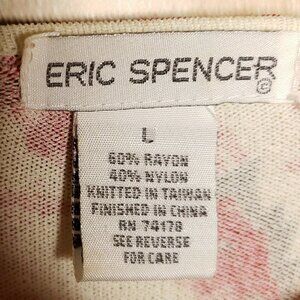 ERIC SPENCER
©
L
60% RAYON
40% NYLON
KNITTED IN TAIWAN
FINISHED IN CHINA
RN 74178
SEE REVERSE
FOR CARE